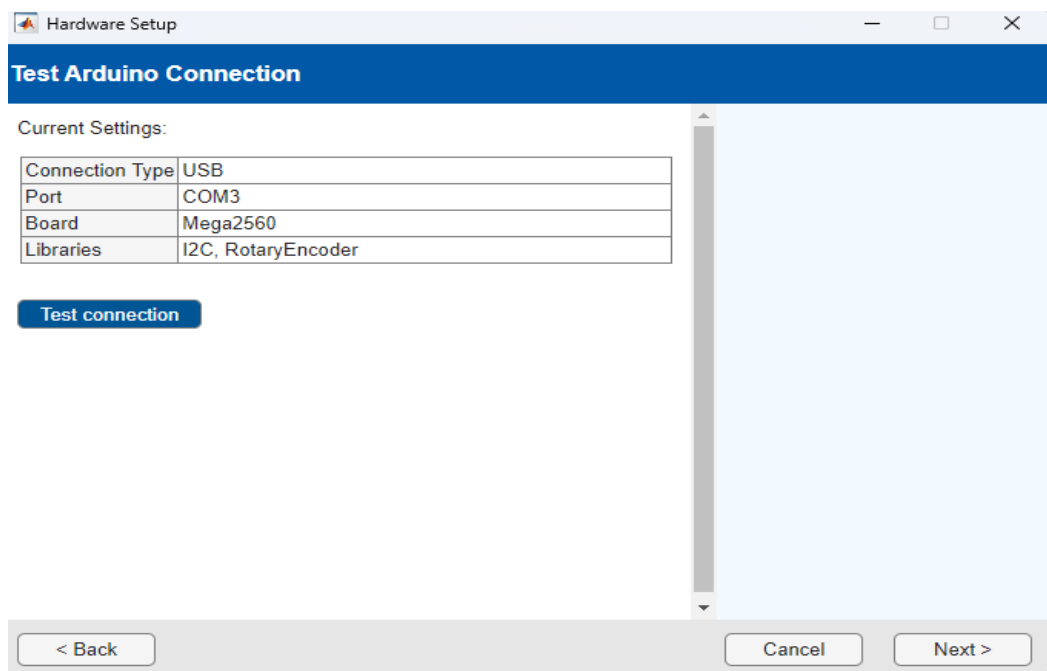 Hardware Setup
Test Arduino Connection
Current Settings:
Connection Type USB
Port COM3
Board Mega2560
Libraries I2C, RotaryEncoder
Test connection
< Back Cancel Next >